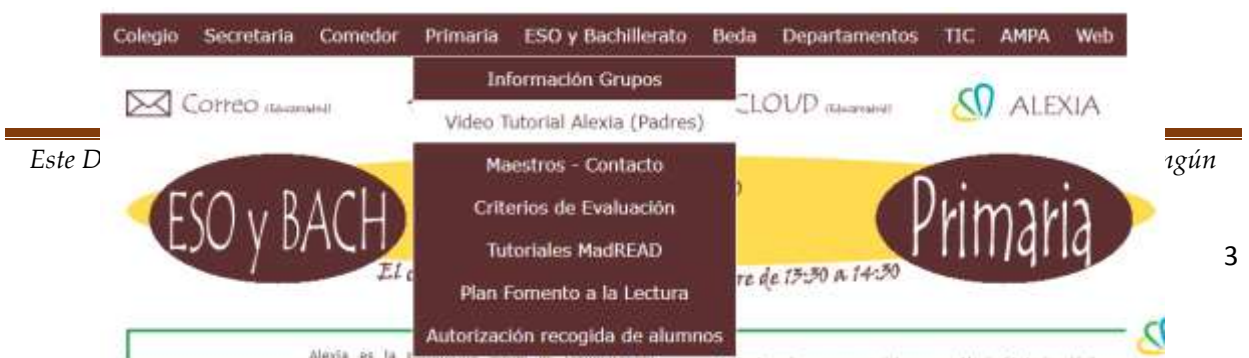 Colegio Secretaria Comedor Primaria ESO y Bachillerato Beda Departamentos TIC AMPA Web
Información Grupos
Correo CLOUD ALEXIA
Video Tutorial Alexia (Padres)
Este D
Maestros - Contacto
ESO y BACH Primaria
Criterios de Evaluación
Tutoriales MadREAD
3
El re de 13:30 a 14:30
Plan Fomento a la Lectura
Autorización recogida de alumnos
Alexia es la